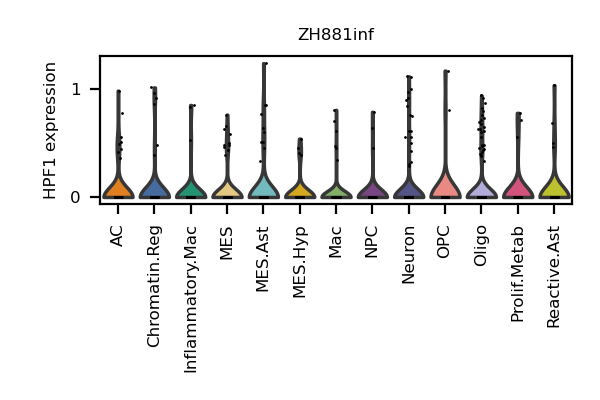 ZH881inf
HPF1 expression
1
0
AC
Chromatin.Reg
Inflammatory.Mac
MES
MES.Ast
MES.Hyp
Mac
NPC
Neuron
OPC
Oligo
Prolif.Metab
Reactive.Ast